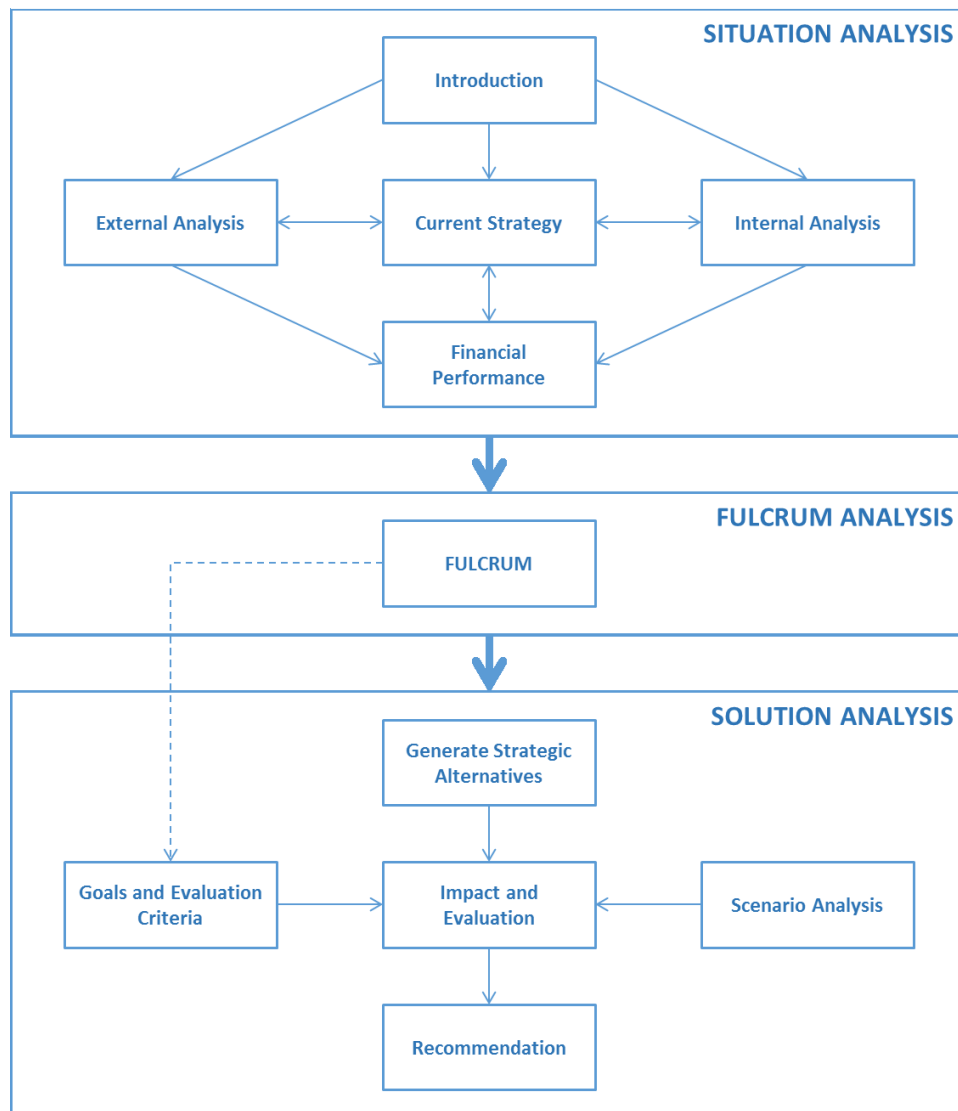 SITUATION ANALYSIS
Introduction
External Analysis
Current Strategy
Internal Analysis
Financial
Performance
FULCRUM ANALYSIS
FULCRUM
SOLUTION ANALYSIS
Generate Strategic
Alternatives
Goals and Evaluation
Criteria
Impact and
Evaluation
Scenario Analysis
Recommendation